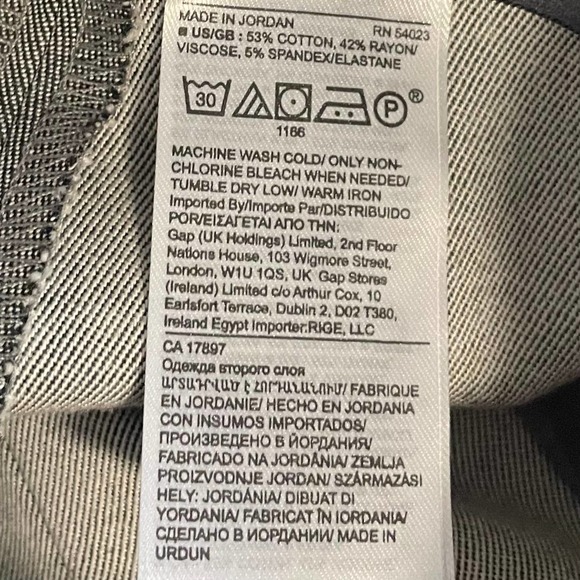 MADE IN JORDAN RN 54023
US/GB : 53% COTTON, 42% RAYON/
VISCOSE, 5% SPANDEX/ELASTANE
30 P ®
1166
MACHINE WASH COLD/ ONLY NON-
CHLORINE BLEACH WHEN NEEDED/
TUMBLE DRY LOW/ WARM IRON
Imported By/Importe Par/DISTRIBUIDO
POR/ΕΙΣΑΓΕΤΑΙ ΑΠΟ ΤΗΝ:
Gap (UK Holdings) Limited, 2nd Floor
Nations House, 103 Wigmore Street,
London, W1U 1QS, UK Gap Stores
(Ireland) Limited c/o Arthur Cox, 10
Earlsfort Terrace, Dublin 2, D02 T380,
Ireland Egypt Importer:RIGE, LLC
CA 17897
Одежда второго слоя
ԱՐՏԱԴՐՎԱԾ Է ՀՈՐԴԱՆԱՆՈՒՄ/ FABRIQUE
EN JORDANIE/ HECHO EN JORDANIA
CON INSUMOS IMPORTADOS/
ПРОИЗВЕДЕНО В ЙОРДАНИЯ/
FABRICADO NA JORDÂNIA/ ZEMLJA
PROIZVODNJE JORDAN/ SZÁRMAZÁSI
HELY: JORDÁNIA/ DIBUAT DI
YORDANIA/ FABRICAT ÎN IORDANIA/
СДЕЛАНО В ИОРДАНИИ/ MADE IN
URDUN